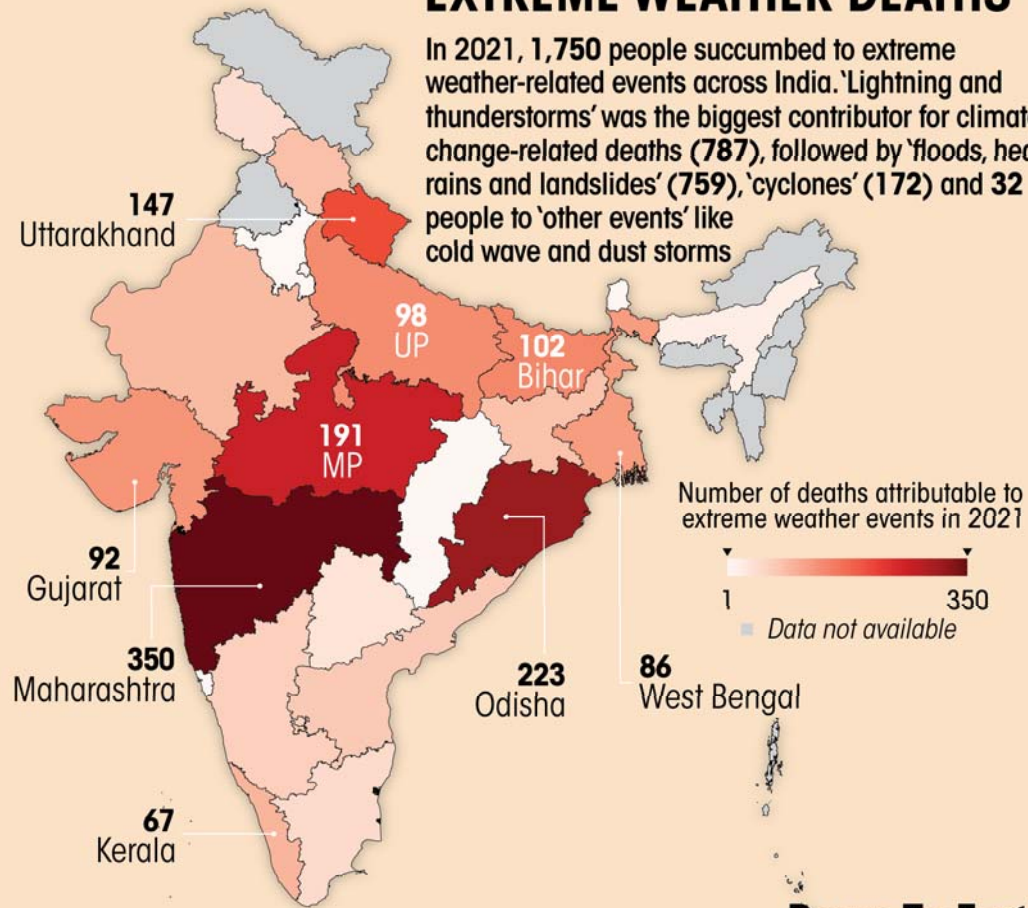 EXTREME WEATHER DEATHS
In 2021, 1,750 people succumbed to extreme
weather-related events across India. 'Lightning and
thunderstorms' was the biggest contributor for
change-related deaths (787), followed by 'floods,
rains and landslides' (759), 'cyclones' (172) and 32
people to 'other events' like
cold wave and dust storms
147
Uttarakhand
98
UP
102
Bihar
191
MP
92
Gujarat
350
Maharashtra
223
Odisha
86
West Bengal
67
Kerala
Number of deaths attributable to
extreme weather events in 2021
1
350
Data not available